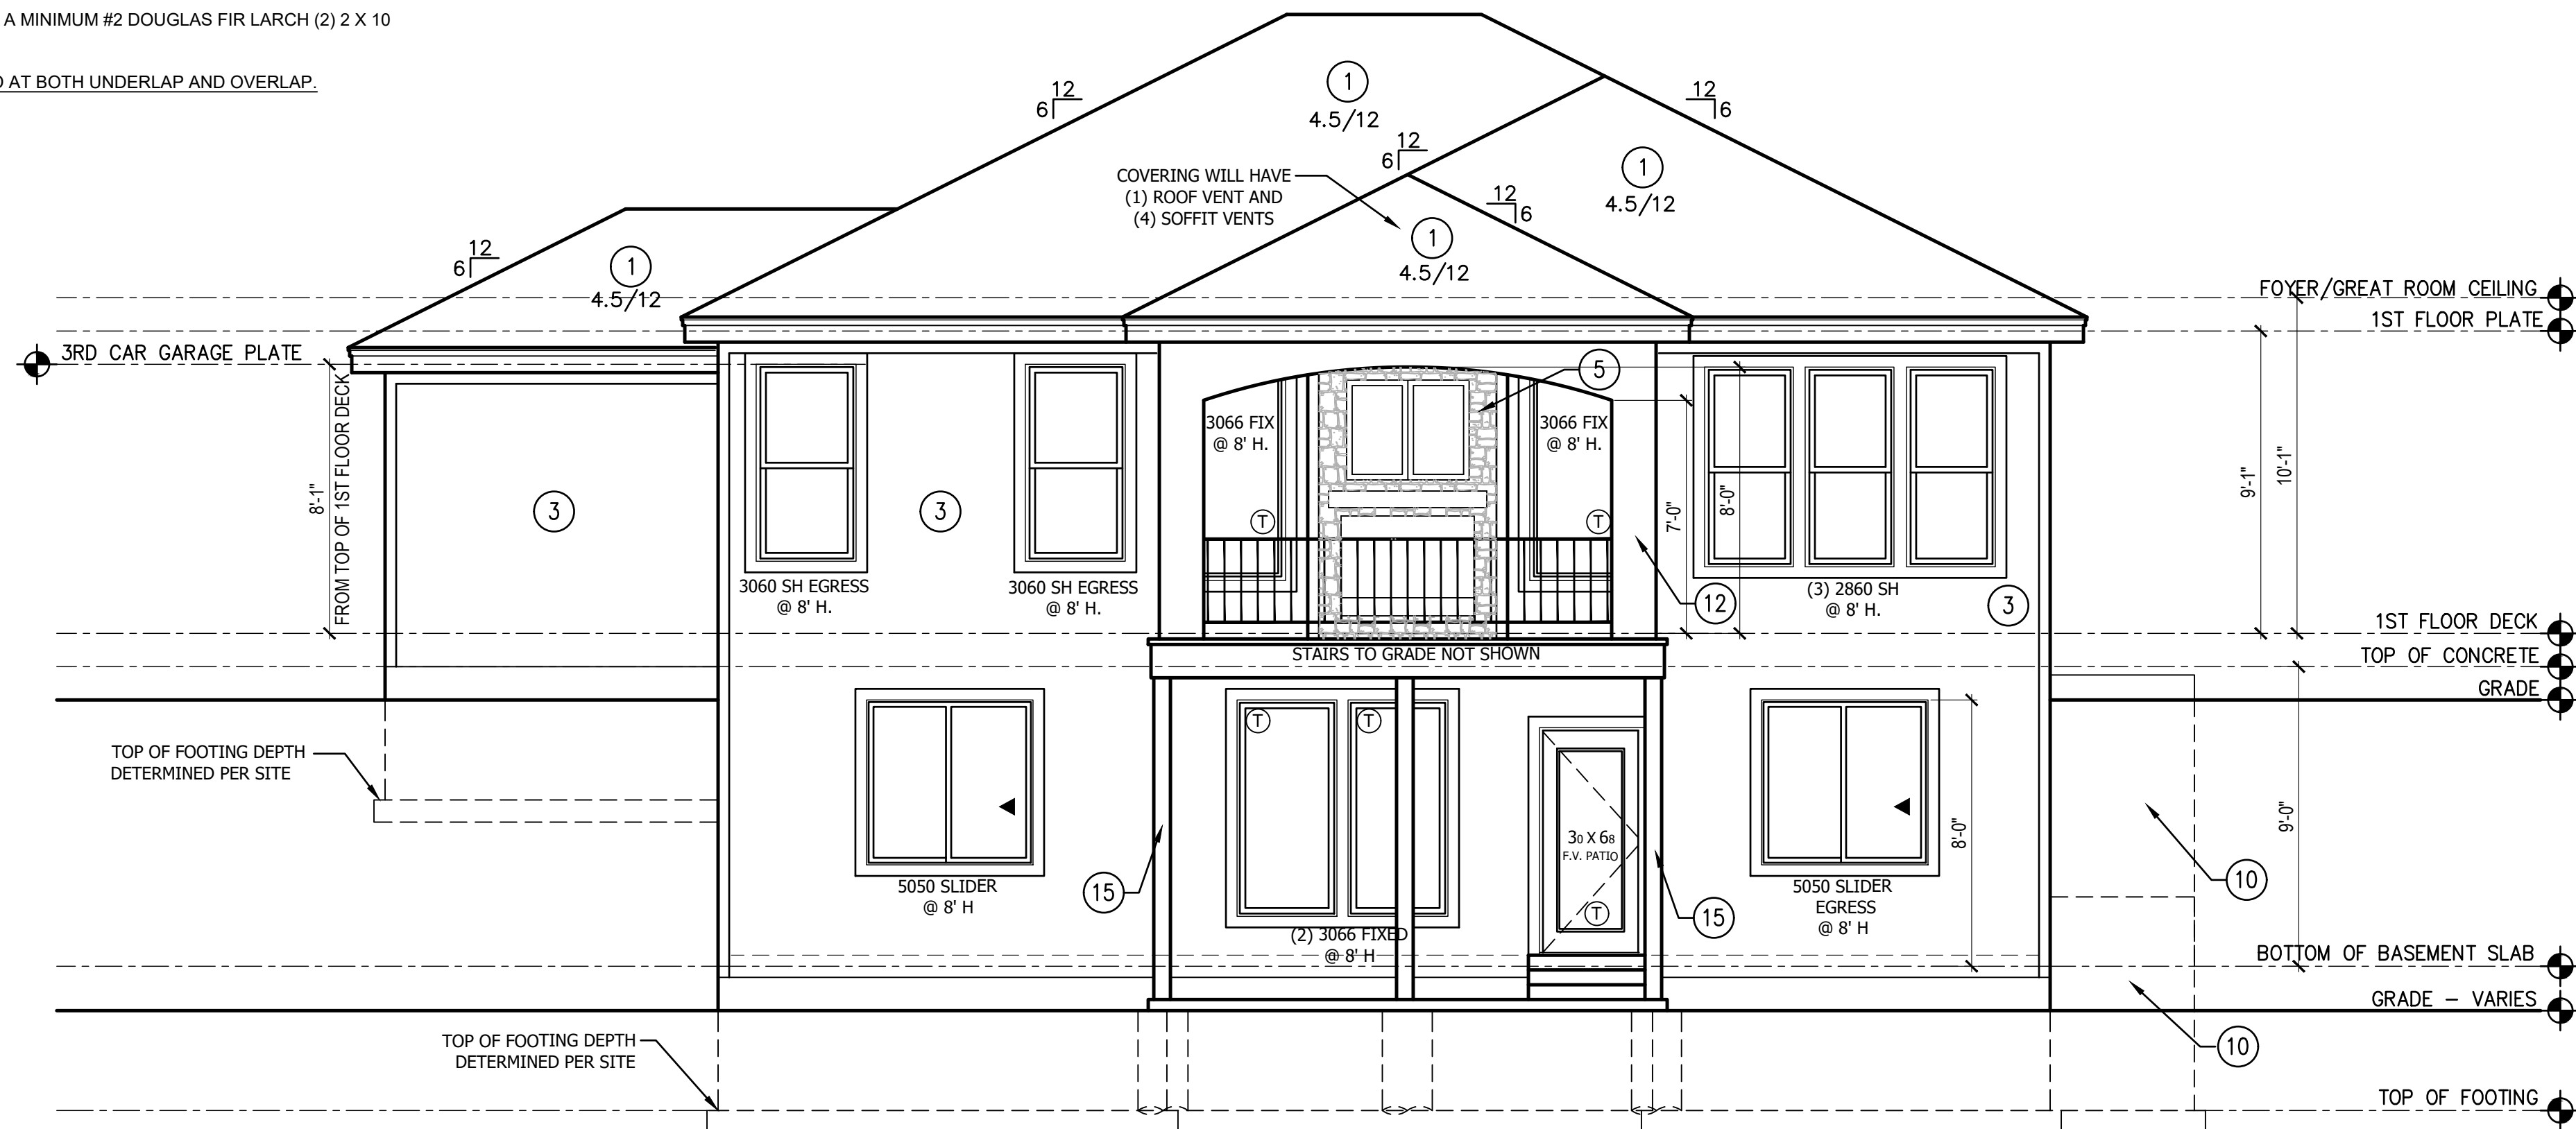 A MINIMUM #2 DOUGLAS FIR LARCH (2) 2 X 10
AT BOTH UNDERLAP AND OVERLAP.
12
6
1
4.5/12
12
6
12
6
COVERING WILL HAVE
(1) ROOF VENT AND
(4) SOFFIT VENTS
1
4.5/12
12
6
1
4.5/12
12
6
1
4.5/12
FOYER/GREAT ROOM CEILING
1ST FLOOR PLATE
3RD CAR GARAGE PLATE
8'-1"
FROM TOP OF 1ST FLOOR DECK
3
3
3060 SH EGRESS
@ 8' H.
3060 SH EGRESS
@ 8' H.
3066 FIX
@ 8' H.
T
5
3066 FIX
@ 8' H.
T
7'-0"
8'-0"
12
(3) 2860 SH
@ 8' H.
3
9'-1"
10'-1"
1ST FLOOR DECK
STAIRS TO GRADE NOT SHOWN
TOP OF CONCRETE
GRADE
TOP OF FOOTING DEPTH
DETERMINED PER SITE
5050 SLIDER
@ 8' H
15
T
T
(2) 3066 FIXED
@ 8' H
30 X 68
F.V. PATIO
T
15
5050 SLIDER
EGRESS
@ 8' H
8'-0"
9'-0"
10
BOTTOM OF BASEMENT SLAB
GRADE - VARIES
10
TOP OF FOOTING DEPTH
DETERMINED PER SITE
TOP OF FOOTING